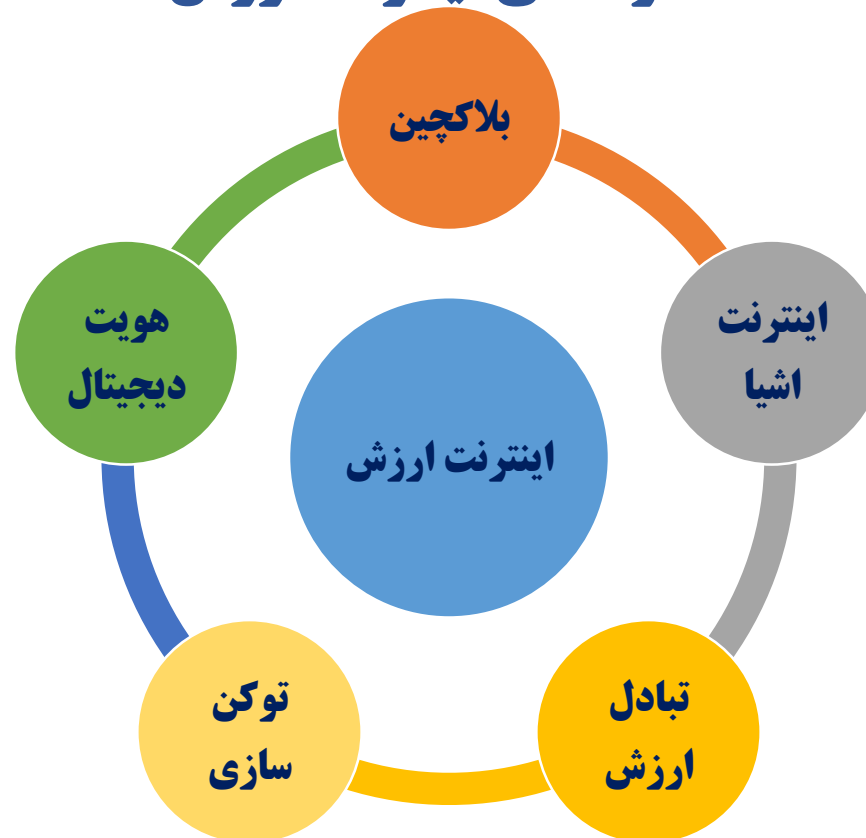 بلاکچین
اینترنت
اشیا
تبادل
ارزش
توکن
سازی
هویت
دیجیتال
اینترنت ارزش